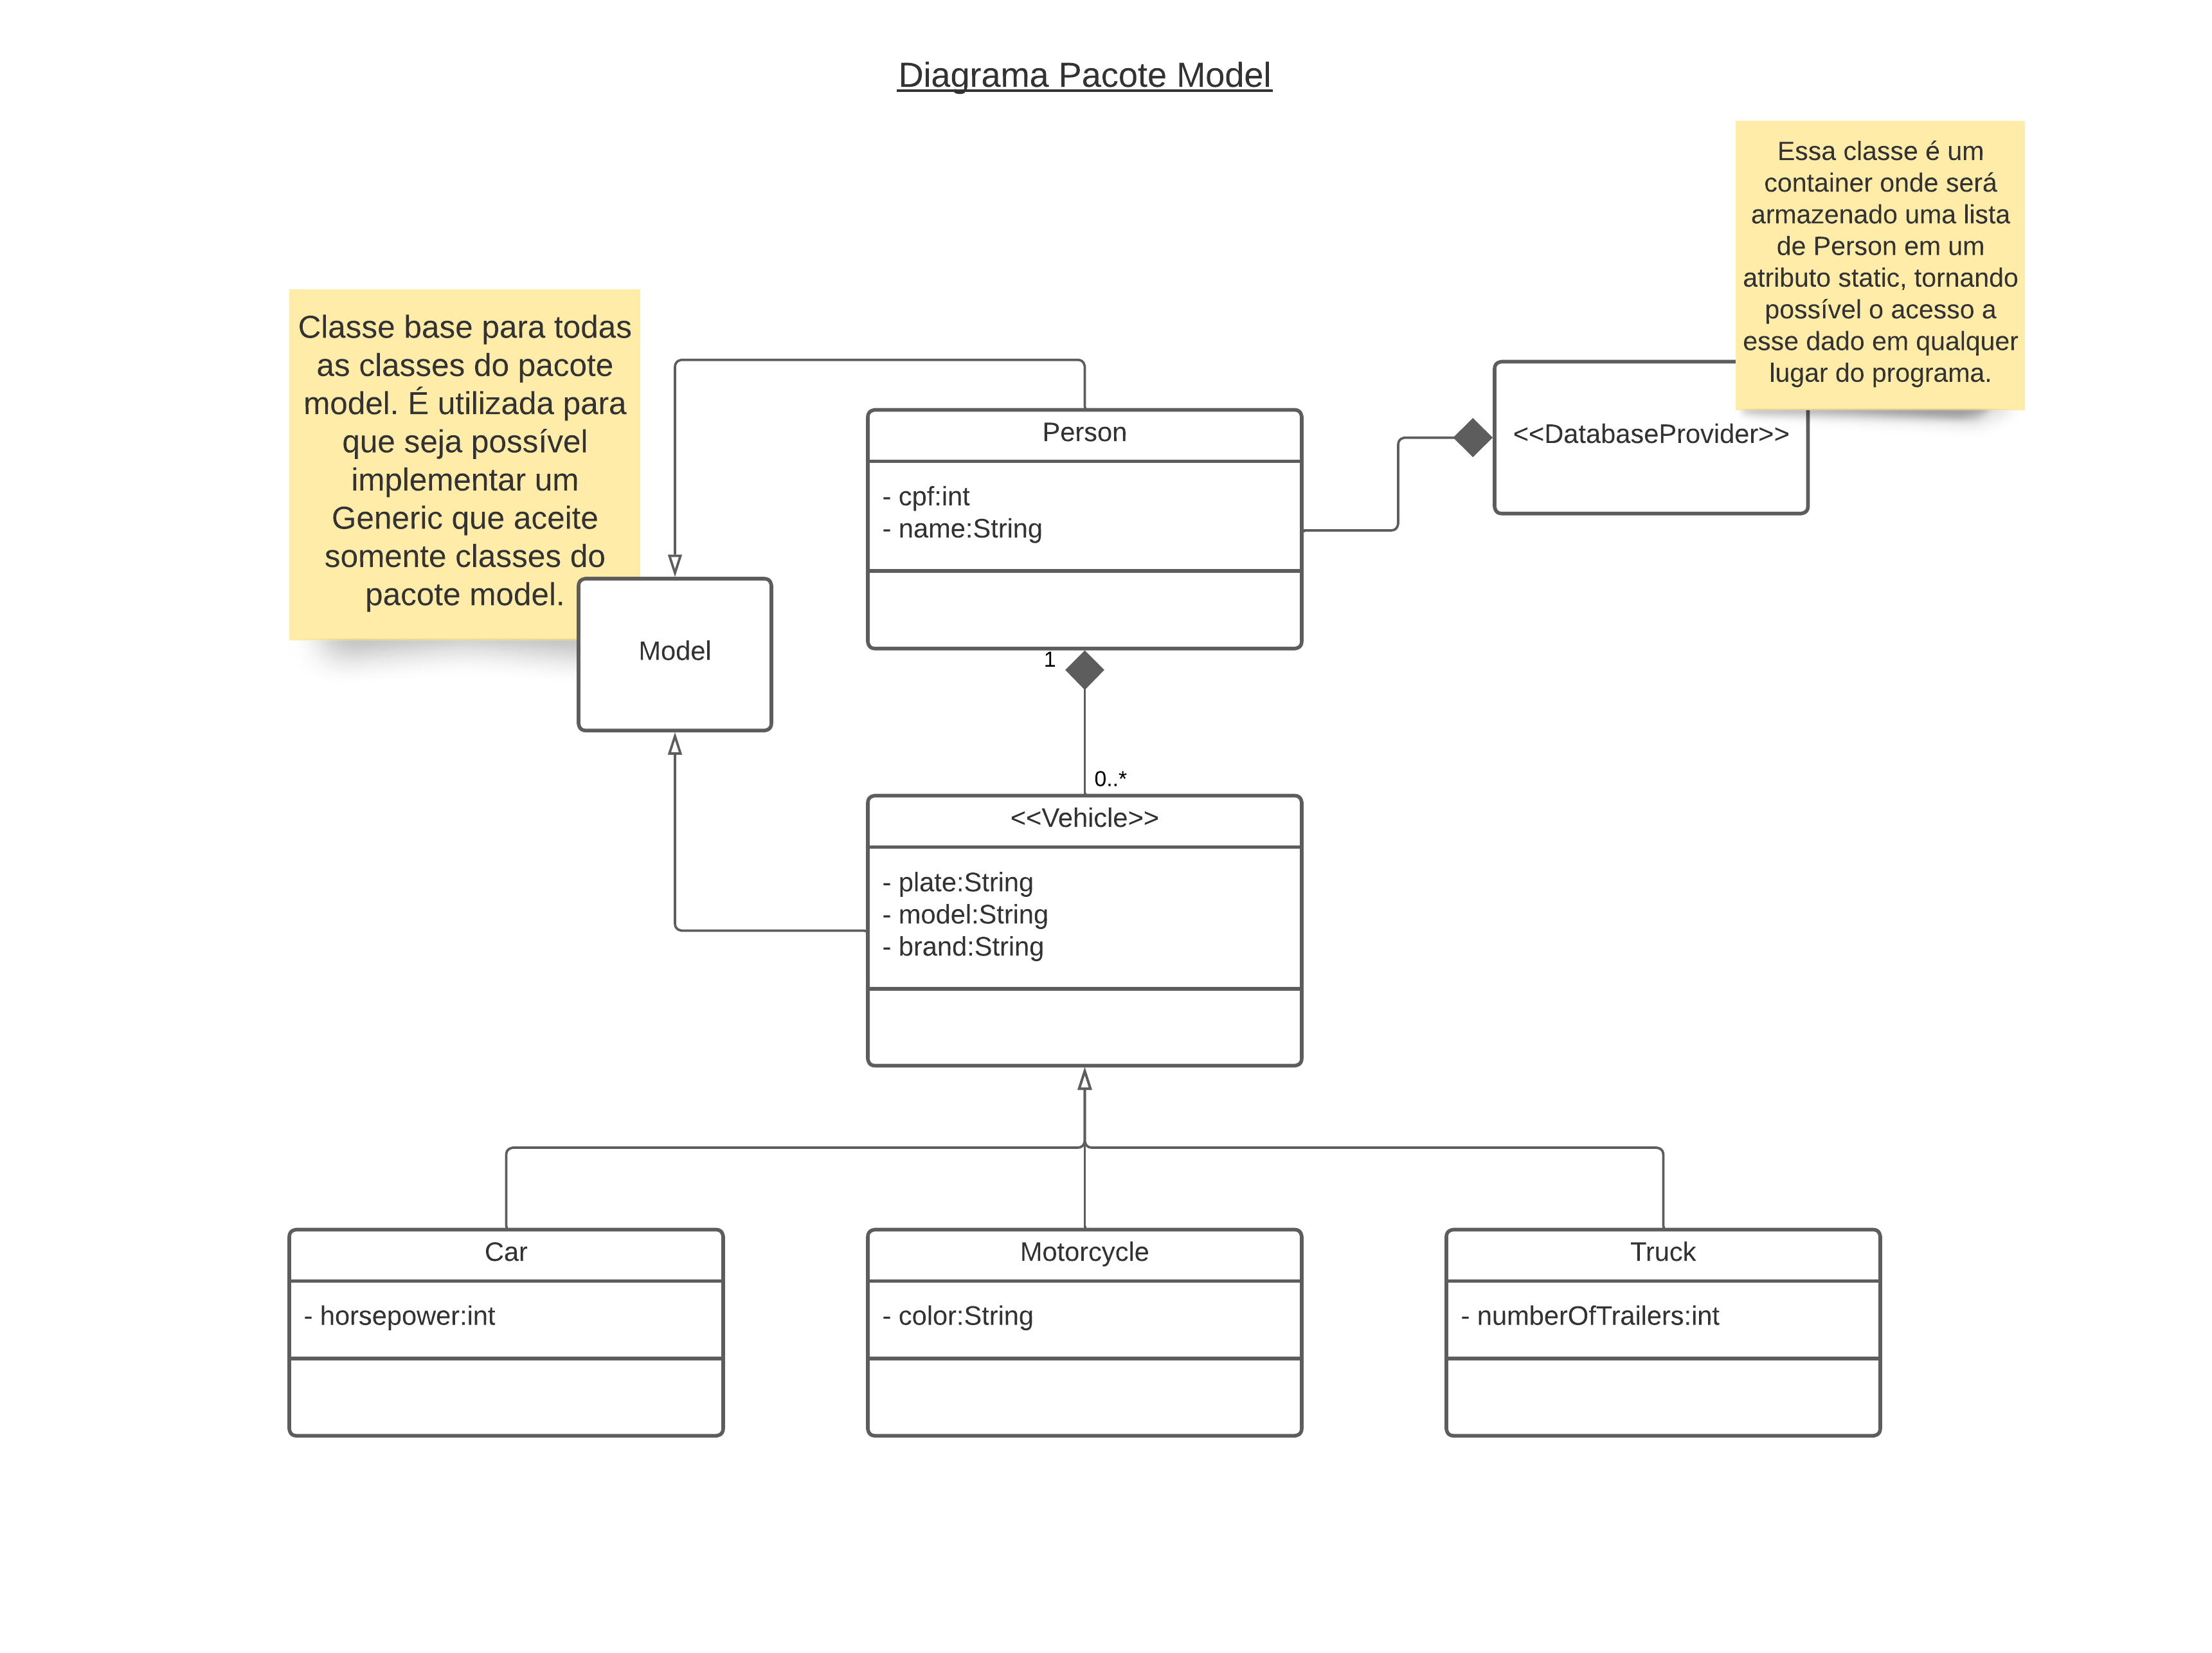 Diagrama Pacote Model
Essa classe é um
container onde será
armazenado uma lista
de Person em um
atributo static, tornando
possível o acesso a
esse dado em qualquer
lugar do programa.
Classe base para todas
as classes do pacote
model. É utilizada para
que seja possível
implementar um
Generic que aceite
somente classes do
pacote model.
Person
- cpf:int
- name:String
<<DatabaseProvider>>
Model
1
0..*
<<Vehicle>>
- plate:String
- model:String
- brand:String
Car
- horsepower:int
Motorcycle
- color:String
Truck
- numberOfTrailers:int